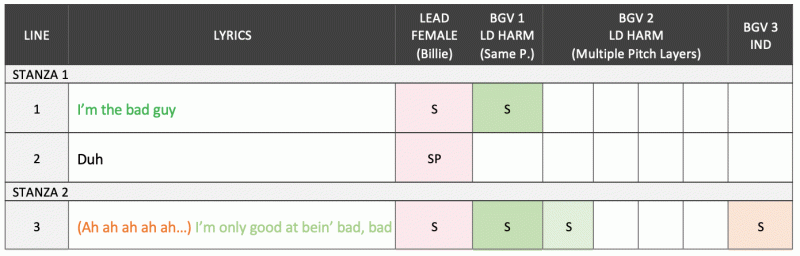 LINE LYRICS LEAD FEMALE (Billie) BGV 1 LD HARM (Same P.) BGV 2 LD HARM (Multiple Pitch Layers) BGV 3 IND
STANZA 1
1 I'm the bad guy S S
2 Duh SP
STANZA 2
3 (Ah ah ah ah ah…) I'm only good at bein' bad, bad S S S S